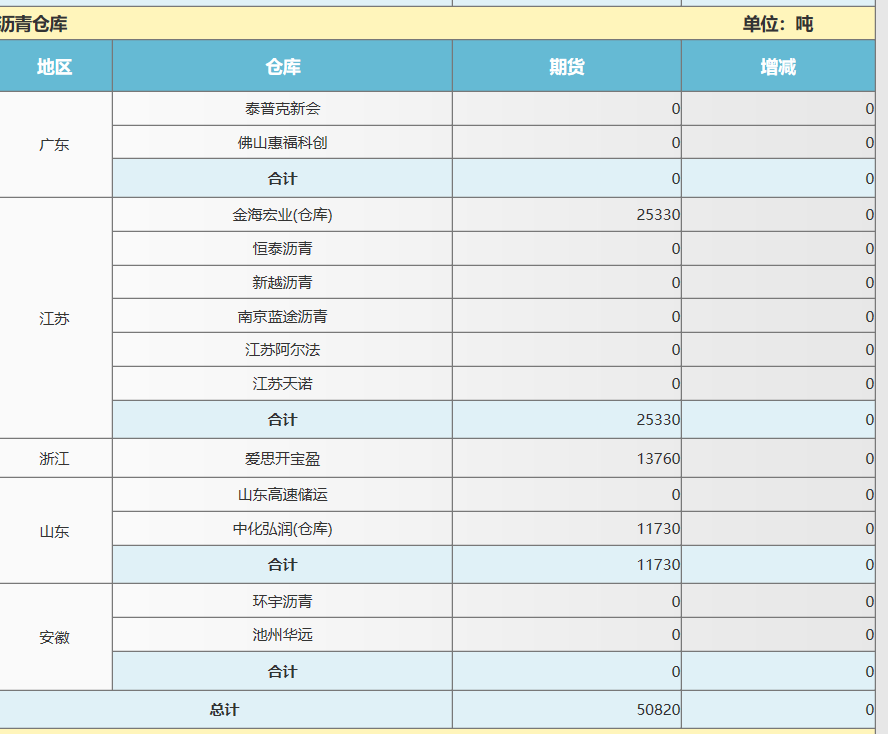 沥青仓库 单位：吨
地区 仓库 期货 增减
广东 泰普克新会 0 0
佛山惠福科创 0 0
合计 0 0
江苏 金海宏业(仓库) 25330 0
恒泰沥青 0 0
新越沥青 0 0
南京蓝途沥青 0 0
江苏阿尔法 0 0
江苏天诺 0 0
合计 25330 0
浙江 爱思开宝盈 13760 0
山东 山东高速储运 0 0
中化弘润(仓库) 11730 0
合计 11730 0
安徽 环宇沥青 0 0
池州华远 0 0
合计 0 0
总计 50820 0